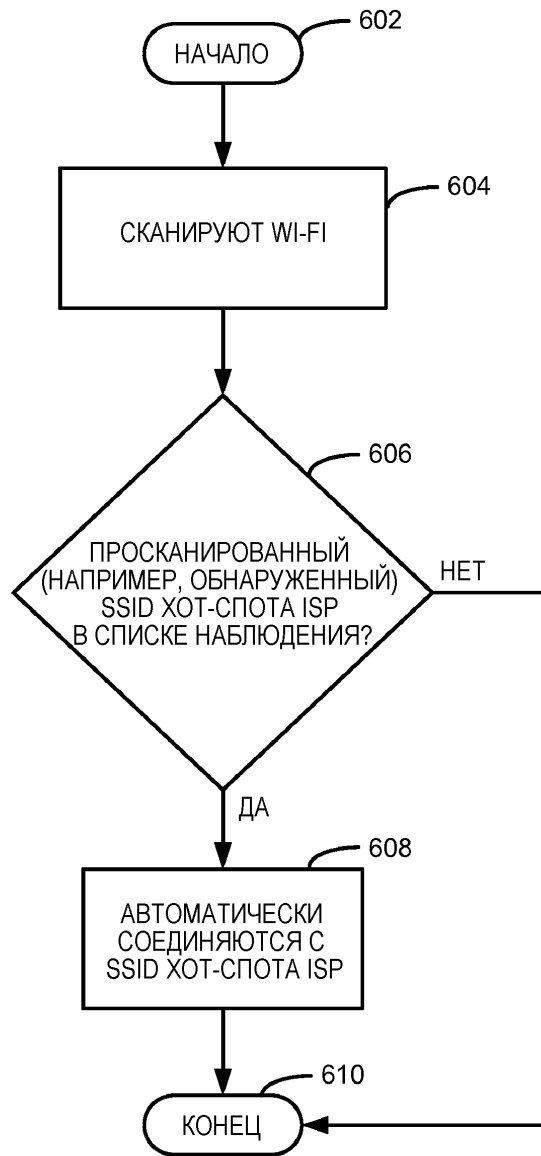 НАЧАЛО
602
СКАНИРУЮТ WI-FI
604
606
ПРОСКАНИРОВАННЫЙ
(НАПРИМЕР, ОБНАРУЖЕННЫЙ)
SSID ХОТ-СПОТА ISP
В СПИСКЕ НАБЛЮДЕНИЯ?
НЕТ
ДА
608
АВТОМАТИЧЕСКИ
СОЕДИНЯЮТСЯ С
SSID ХОТ-СПОТА ISP
610
КОНЕЦ